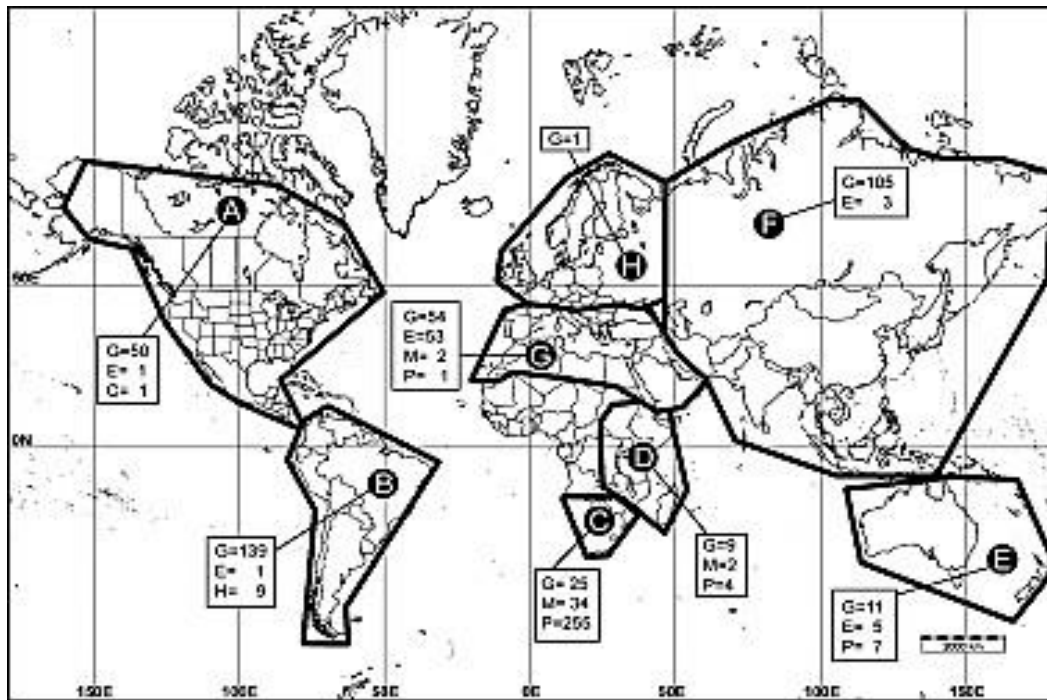 G=1
A
G=105
E= 3
F
H
50E
G=54
E=53
M= 2
P= 1
G
G=50
E= 1
C= 1
0N
D
B
C
G=139
E= 1
H= 9
G=9
M=2
P=4
E
G= 25
M= 34
P=255
G=11
E= 5
P= 7
150E
100E
50E
0E
50E
100E
150E